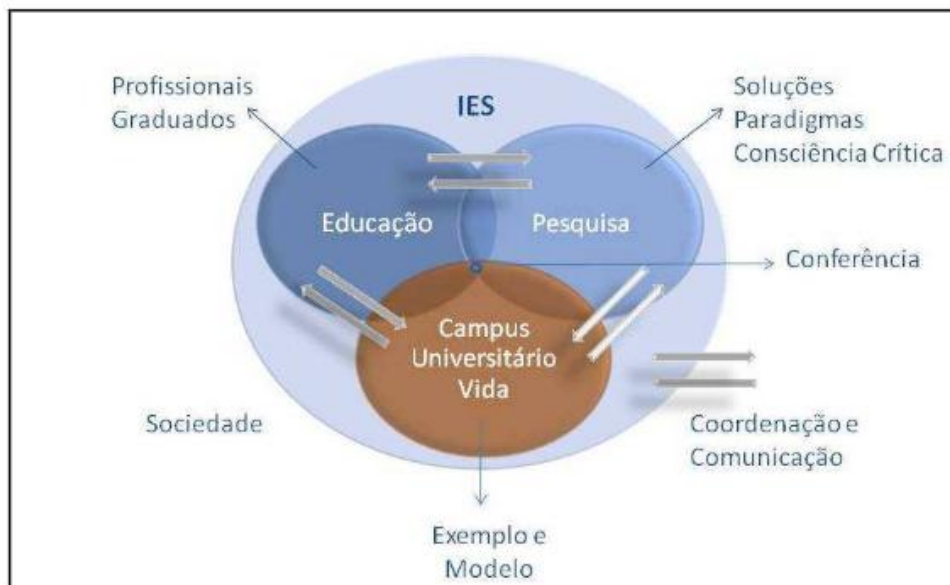 Profissionais
Graduados
IES
Soluções
Paradigmas
Consciência Crítica
Educação
Pesquisa
Conferência
Campus
Universitário
Vida
Sociedade
Coordenação e
Comunicação
Exemplo e
Modelo